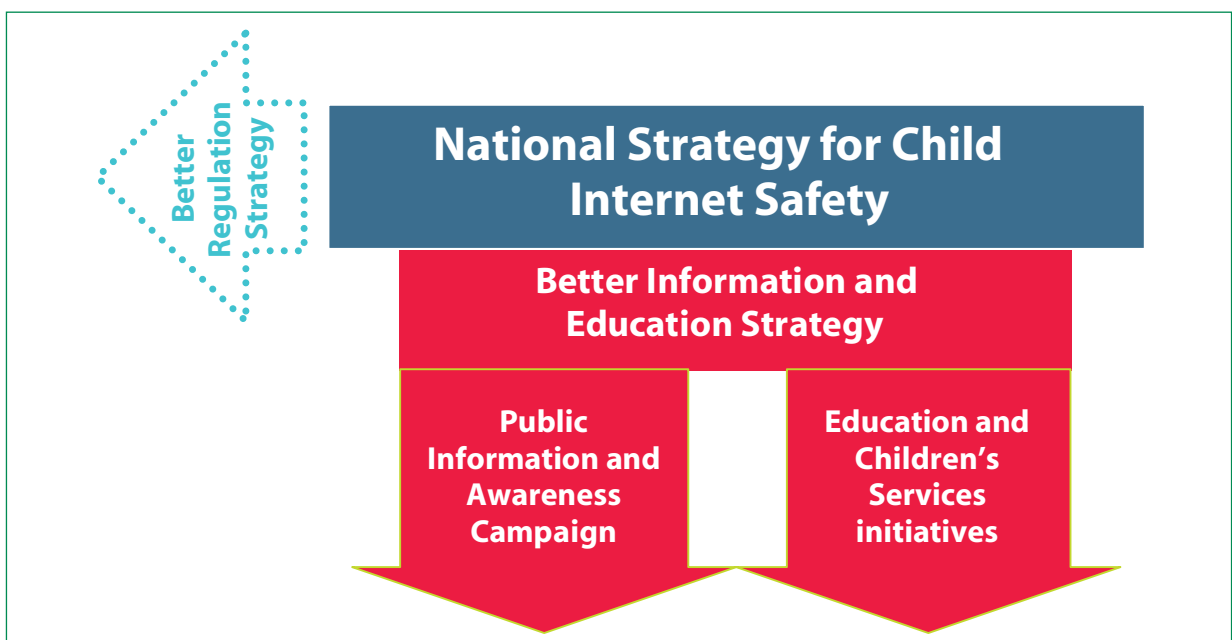 Better
Regulation
Strategy
National Strategy for Child
Internet Safety
Better Information and
Education Strategy
Public
Information and
Awareness
Campaign
Education and
Children’s
Services
initiatives